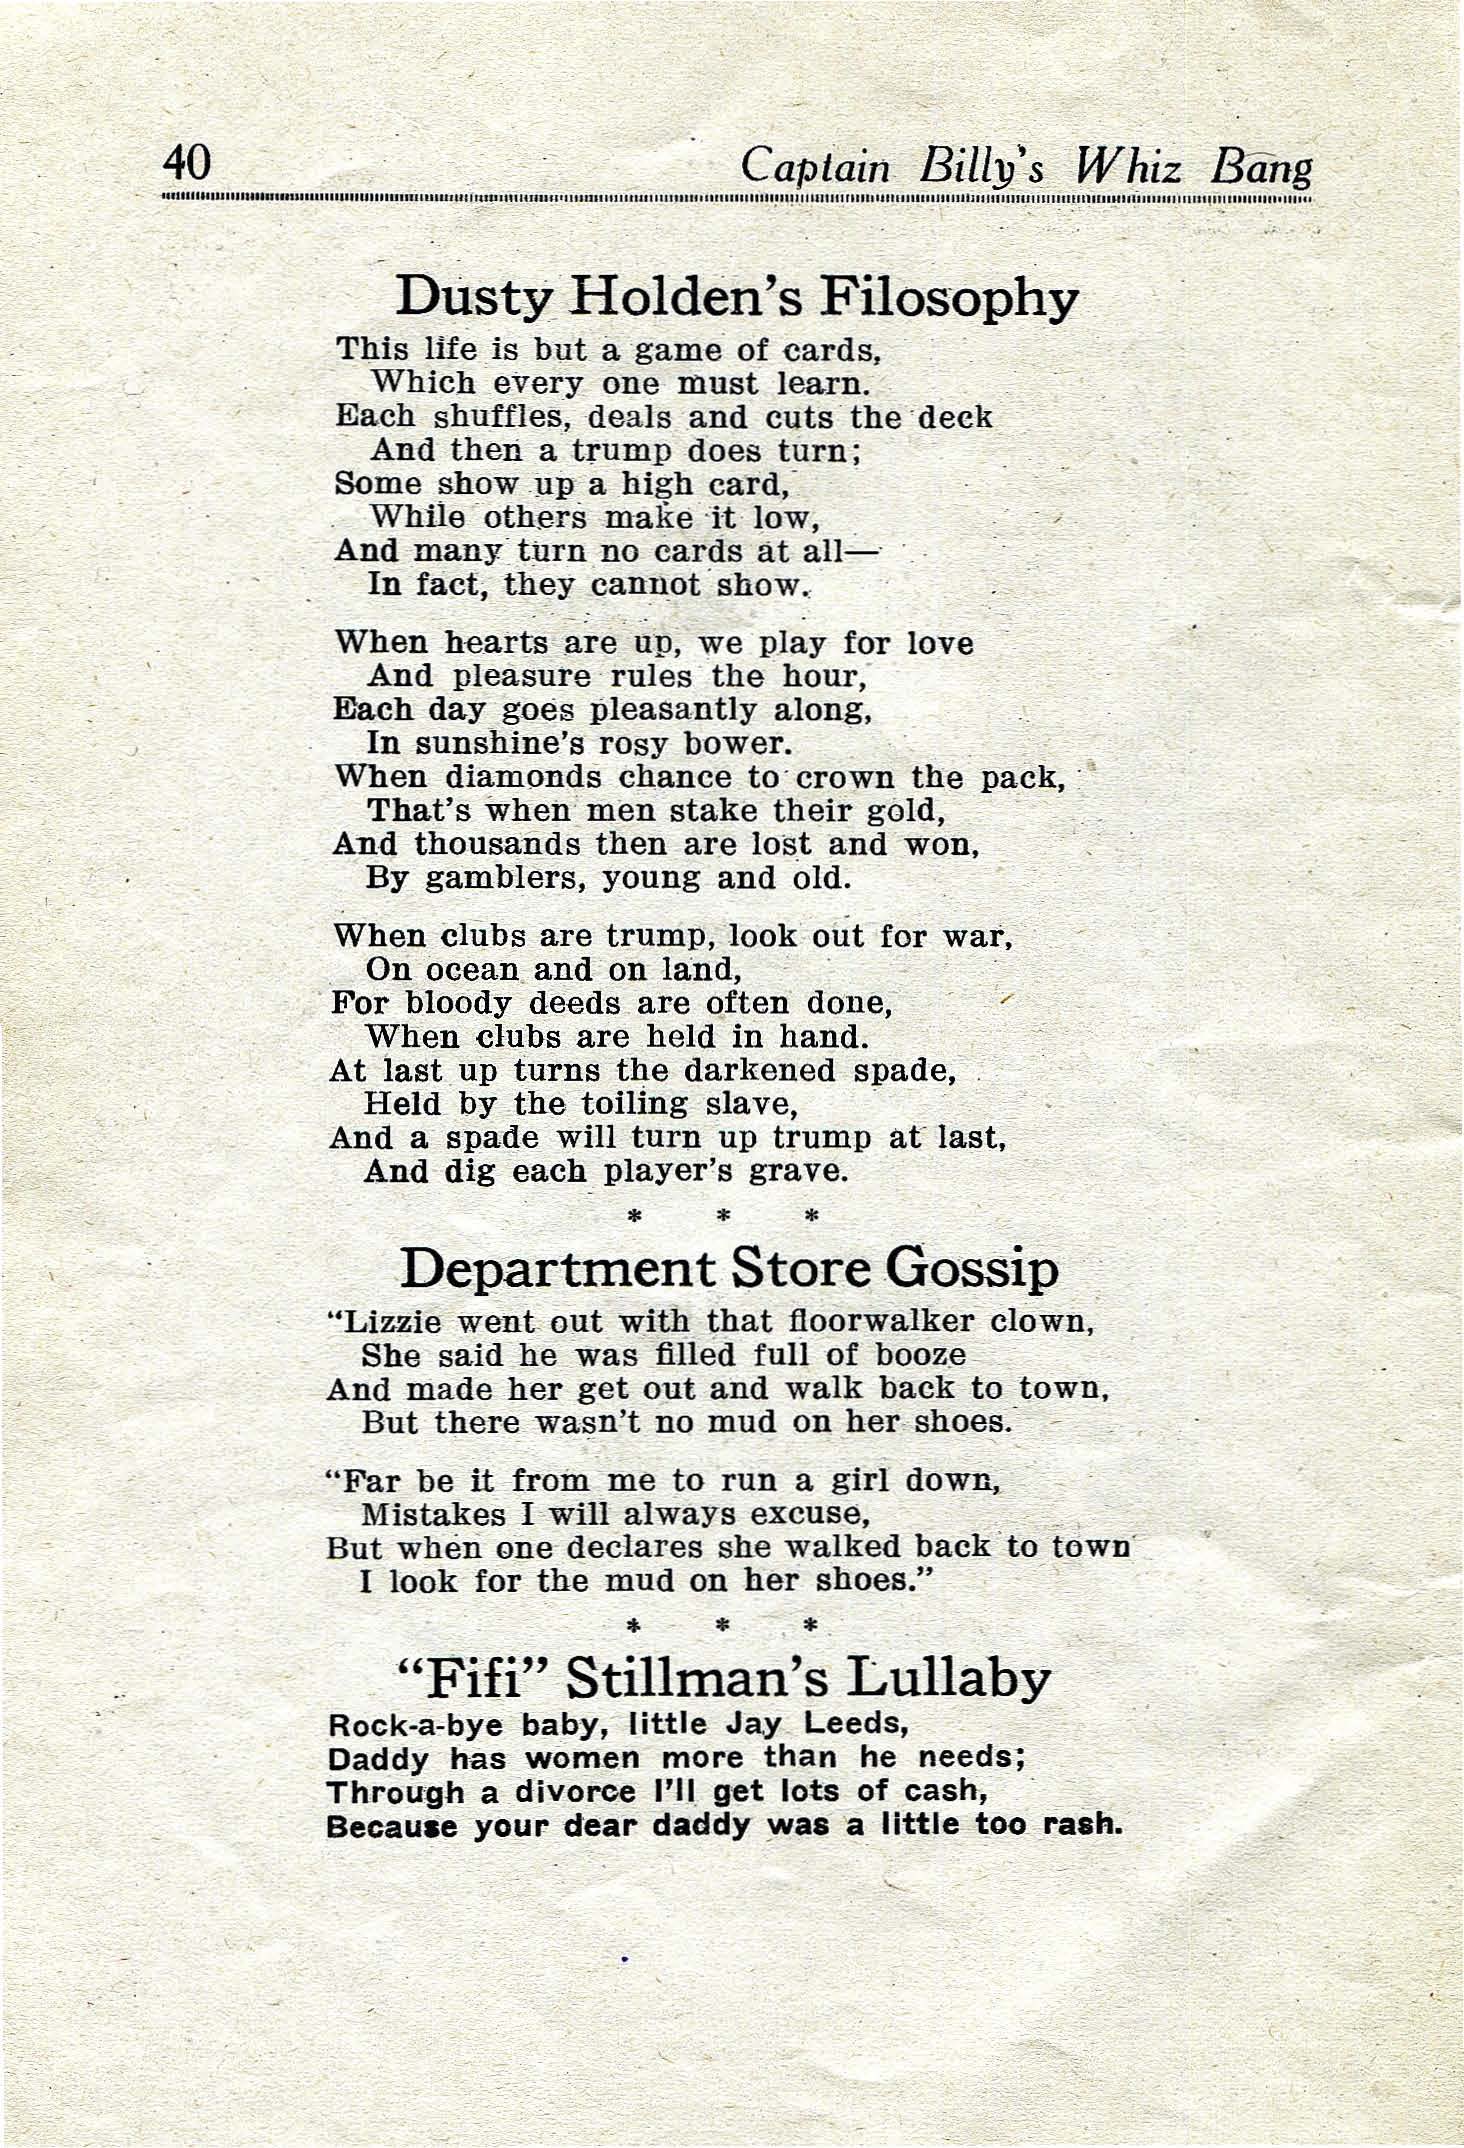 40 Captain Billy's Whiz Bang
Dusty Holden's Filosophy
This life is but a game of cards,
Which every one must learn.
Each shuffles, deals and cuts the deck
And then a trump does turn;
Some show up a high card,
While others make it low,
And many turn no cards at all—
In fact, they cannot show.
When hearts are up, we play for love
And pleasure rules the hour,
Each day goes pleasantly along,
In sunshine's rosy bower.
When diamonds chance to crown the pack,
That's when men stake their gold,
And thousands then are lost and won,
By gamblers, young and old.
When clubs are trump, look out for war,
On ocean and on land,
For bloody deeds are often done,
When clubs are held in hand.
At last up turns the darkened spade,
Held by the toiling slave,
And a spade will turn up trump at last,
And dig each player's grave.
* * *
Department Store Gossip
“Lizzie went out with that floorwalker clown,
She said he was filled full of booze
And made her get out and walk back to town,
But there wasn't no mud on her shoes.
“Far be it from me to run a girl down,
Mistakes I will always excuse,
But when one declares she walked back to town
I look for the mud on her shoes.”
* * *
“Fifi” Stillman's Lullaby
Rock-a-bye baby, little Jay Leeds,
Daddy has women more than he needs;
Through a divorce I'll get lots of cash,
Because your dear daddy was a little too rash.